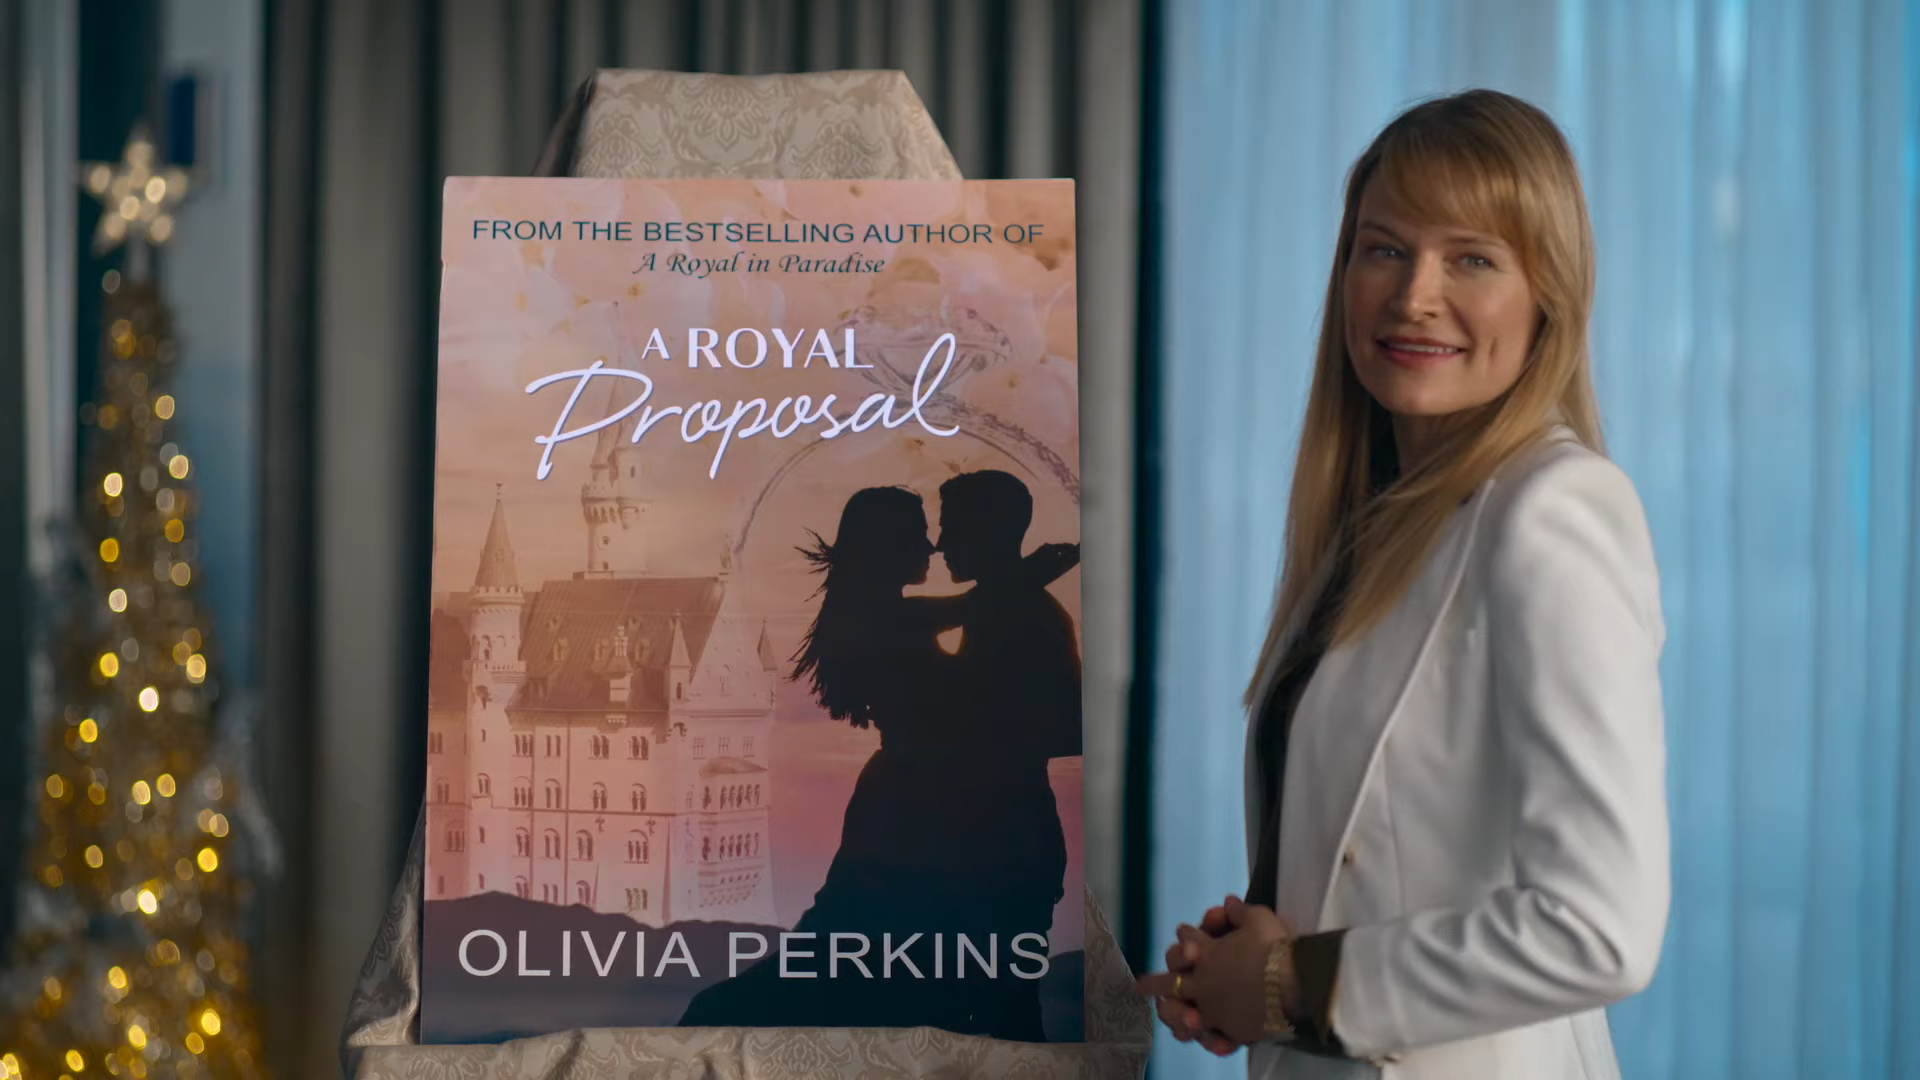 FROM THE BESTSELLING AUTHOR OF
A Royal in Paradise
A ROYAL
Proposal
OLIVIA PERKINS